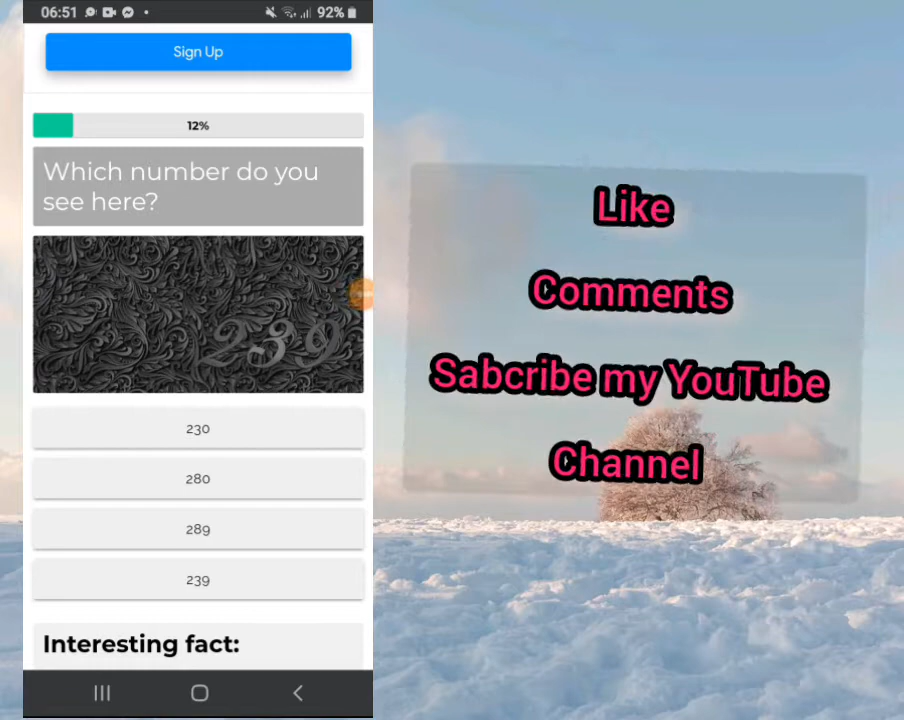 06:51
92%
Sign Up
12%
Which number do you
see here?
239
230
280
289
239
Interesting fact:
Like
Comments
Sabcribe my YouTube
Channel